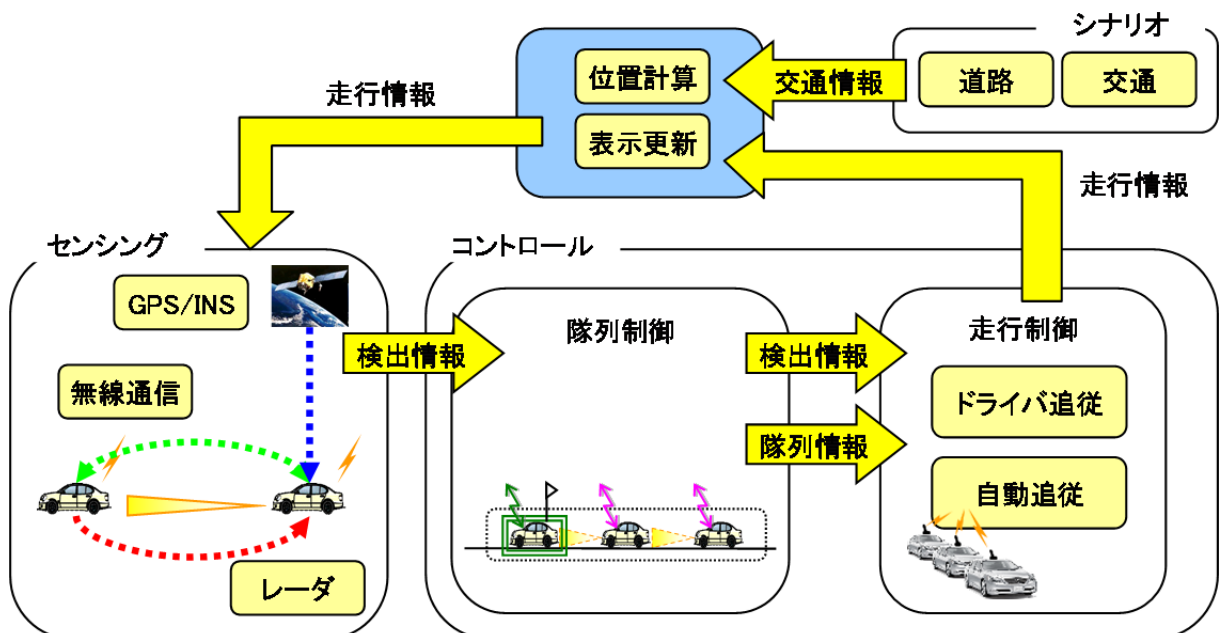 シナリオ
位置計算
交通情報
道路
交通
走行情報
表示更新
走行情報
センシング
コントロール
GPS/INS
隊列制御
走行制御
検出情報
検出情報
無線通信
ドライバ追従
隊列情報
自動追従
レーダ